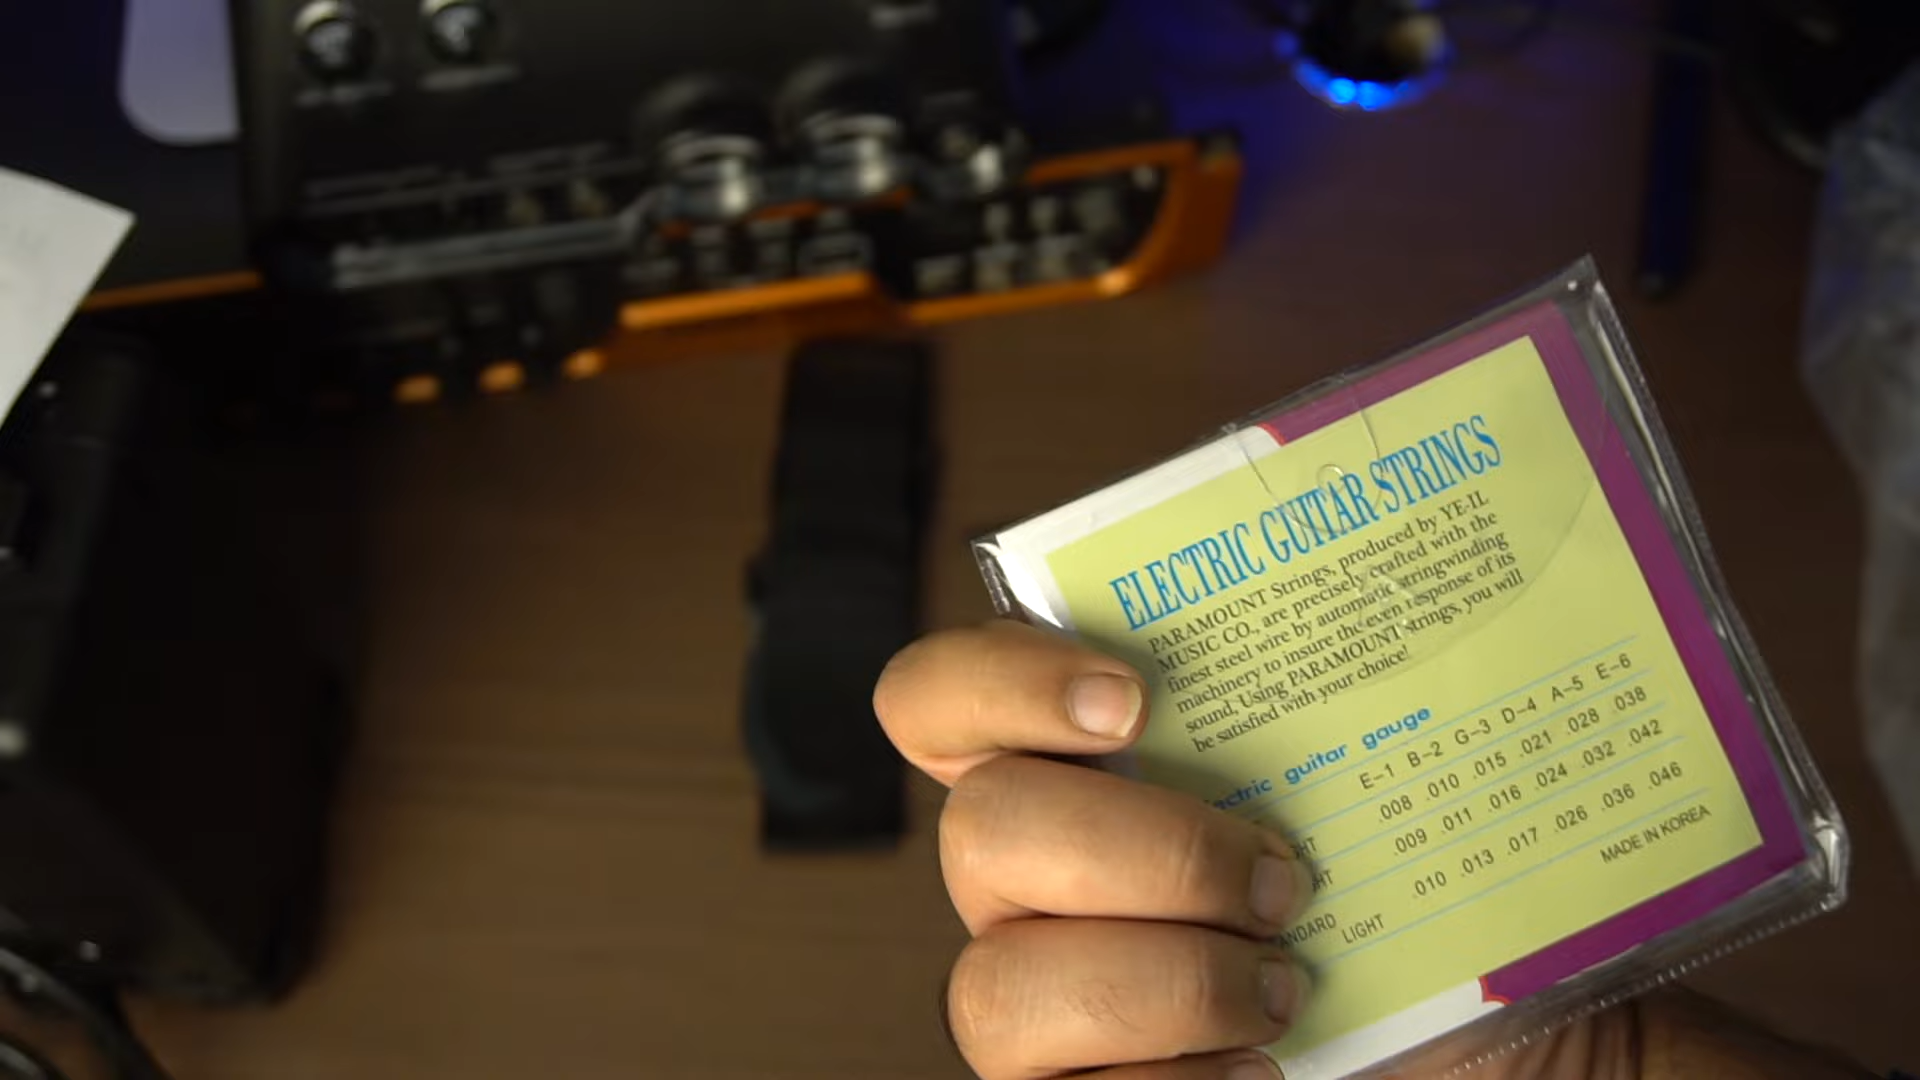 ELECTRIC GUITAR STRINGS
PARAMOUNT Strings, produced by YE-IL
MUSIC CO., are precisely crafted with the
finest steel wire by automatic stringwinding
machinery to insure the even response of its
sound, Using PARAMOUNT strings, you will
be satisfied with your choice!
guitar gauge
E-1 B-2 G-3 D-4 A-5 E-6
.008 .010 .015 .021 .028 .038
.009 .011 .016 .024 .032 .042
LIGHT .010 .013 .017 .026 .036 .046
MADE IN KOREA